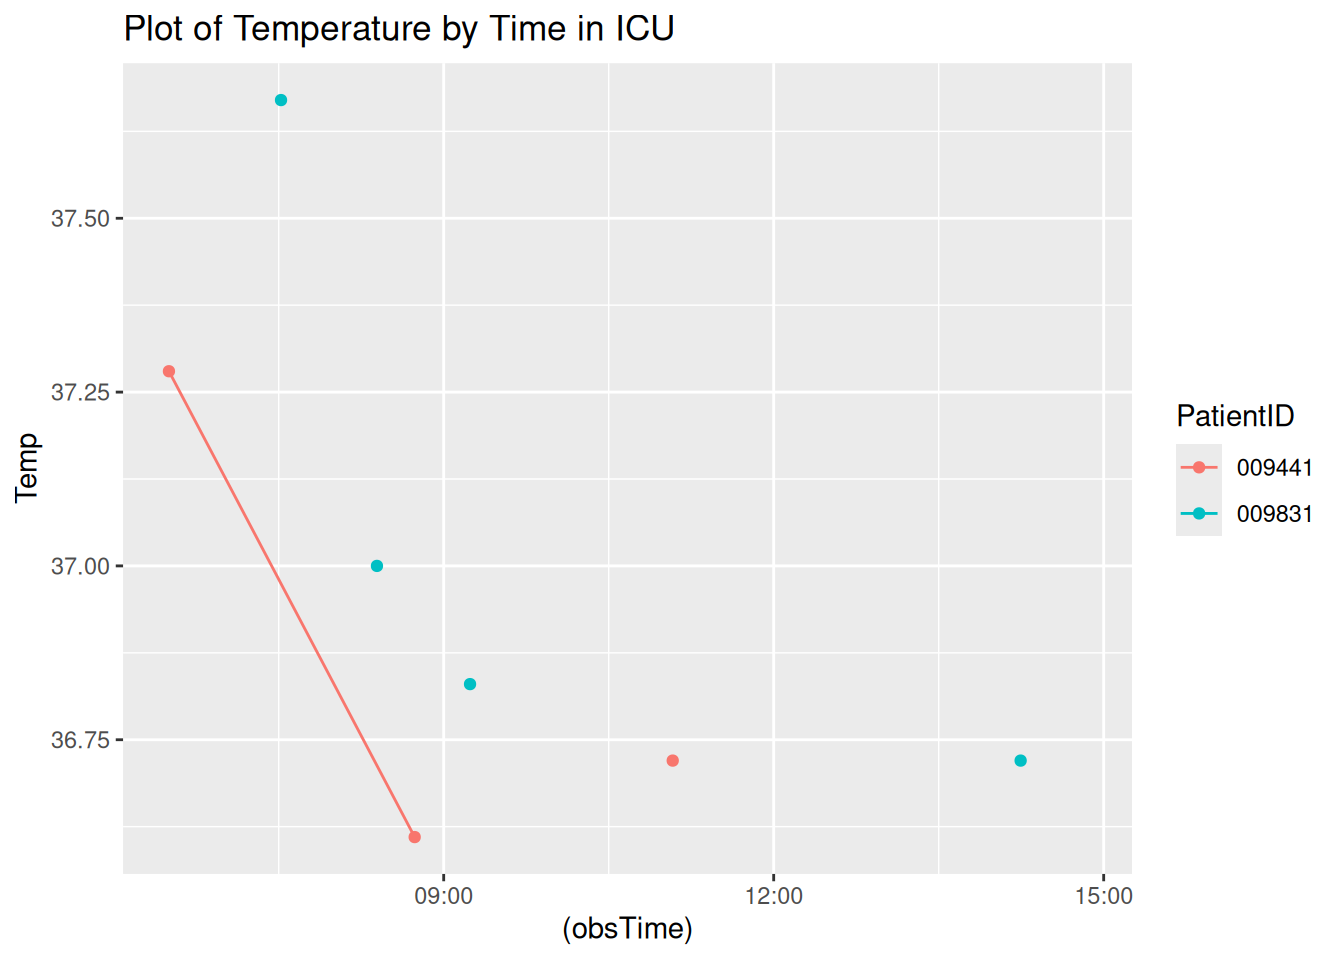 Plot of Temperature by Time in ICU
37.50
37.25
37.00
36.75
Temp
09:00 12:00 15:00
(obsTime)
PatientID
009441
009831